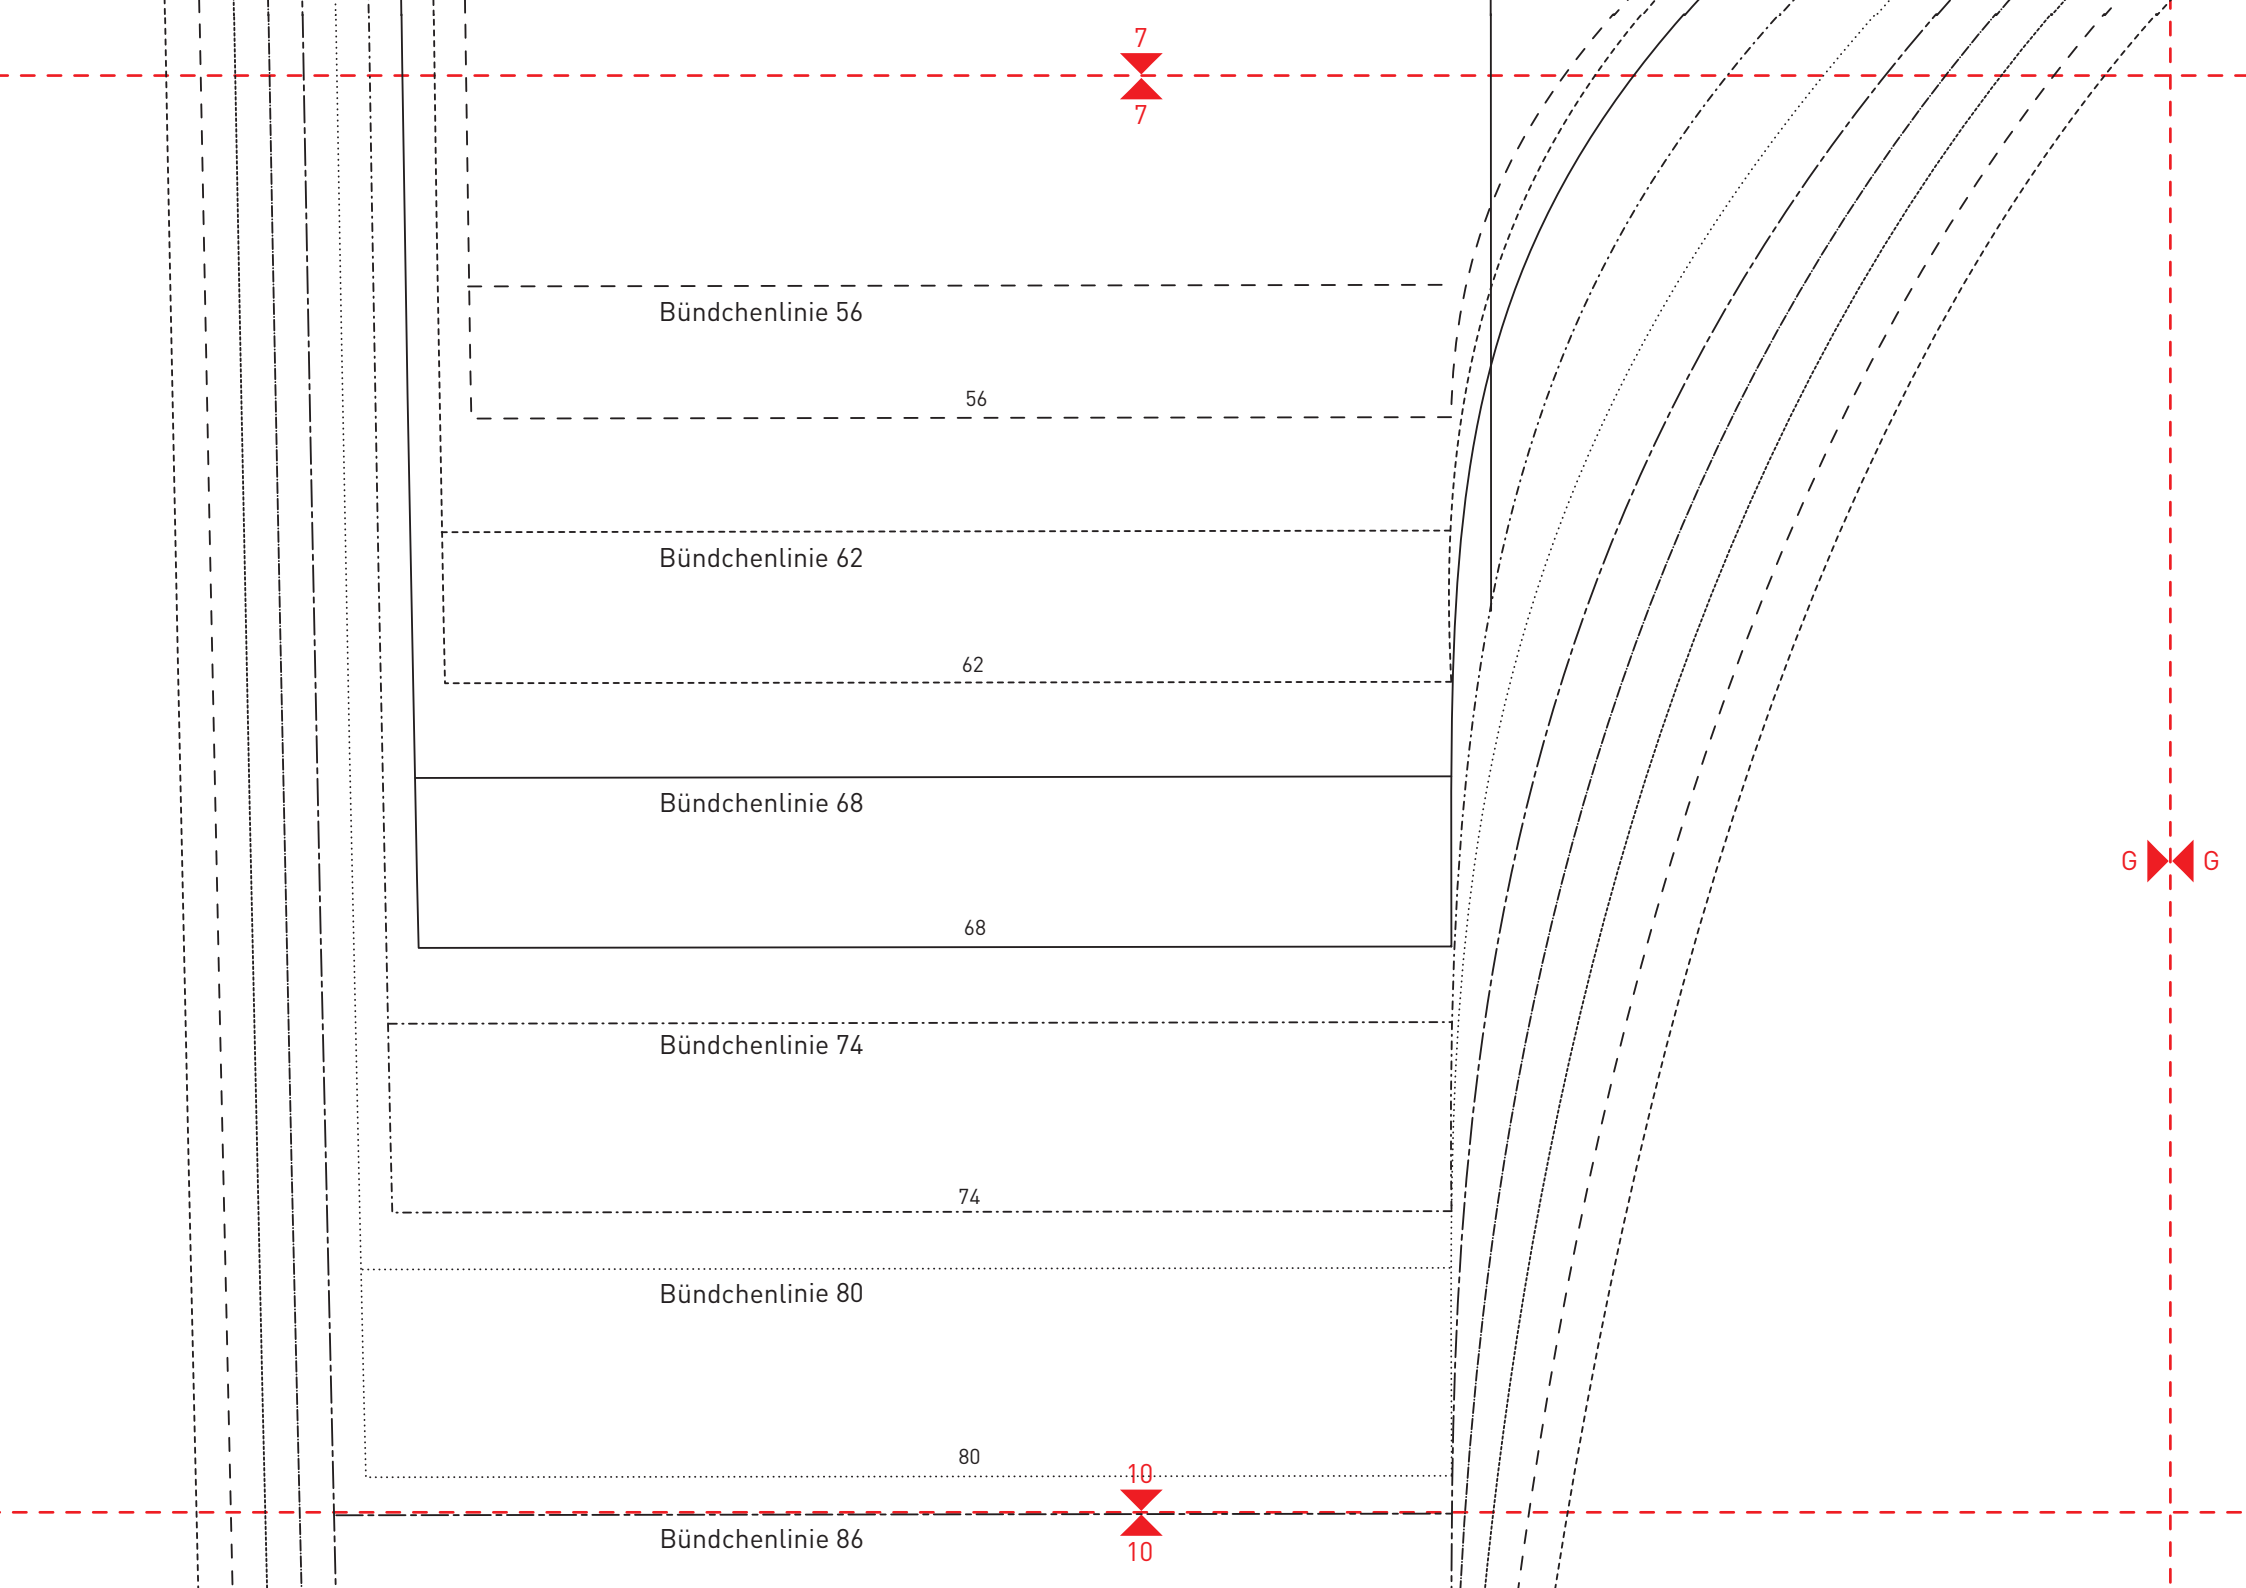 7
7
Bündchenlinie 56
56
Bündchenlinie 62
62
Bündchenlinie 68
G G
68
Bündchenlinie 74
74
Bündchenlinie 80
80
10
Bündchenlinie 86
10